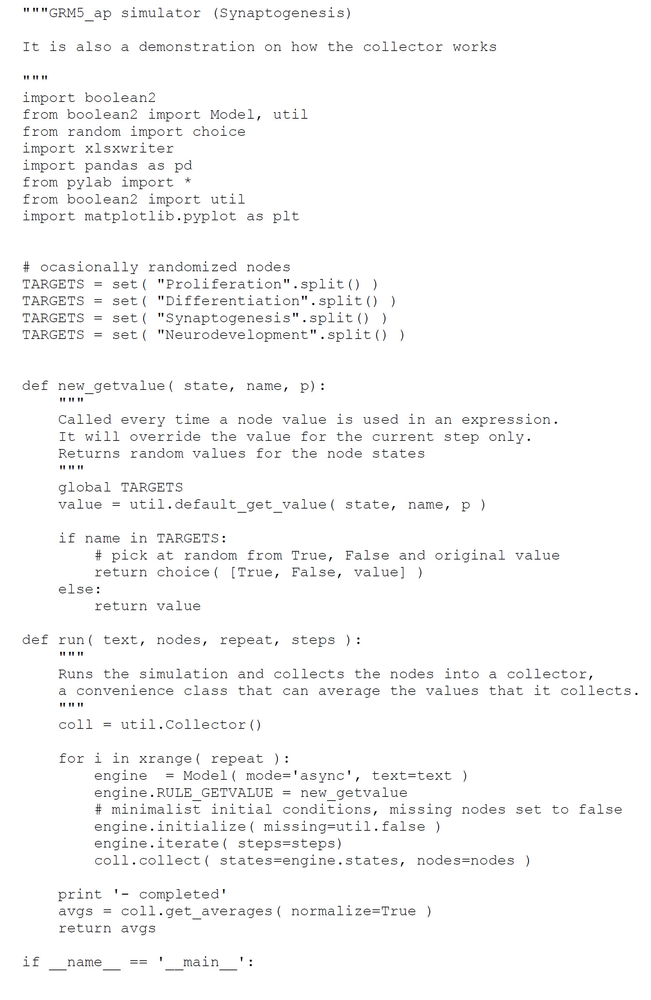 """GRM5_ap simulator (Synaptogenesis)
It is also a demonstration on how the collector works
"""
import boolean2
from boolean2 import Model, util
from random import choice
import xlsxwriter
import pandas as pd
from pylab import *
from boolean2 import util
import matplotlib.pyplot as plt
# ocasionally randomized nodes
TARGETS = set( "Proliferation".split() )
TARGETS = set( "Differentiation".split() )
TARGETS = set( "Synaptogenesis".split() )
TARGETS = set( "Neurodevelopment".split() )
def new_getvalue( state, name, p):
    """
    Called every time a node value is used in an expression.
    It will override the value for the current step only.
    Returns random values for the node states
    """
    global TARGETS
    value = util.default_get_value( state, name, p )
    if name in TARGETS:
        # pick at random from True, False and original value
        return choice( [True, False, value] )
    else:
        return value
def run( text, nodes, repeat, steps ):
    """
    Runs the simulation and collects the nodes into a collector,
    a convenience class that can average the values that it collects.
    """
    coll = util.Collector()
    for i in xrange( repeat ):
        engine  = Model( mode='async', text=text )
        engine.RULE_GETVALUE = new_getvalue
        # minimalist initial conditions, missing nodes set to false
        engine.initialize( missing=util.false )
        engine.iterate( steps=steps)
        coll.collect( states=engine.states, nodes=nodes )
    print '- completed'
    avgs = coll.get_averages( normalize=True )
    return avgs
if __name__ == '__main__':